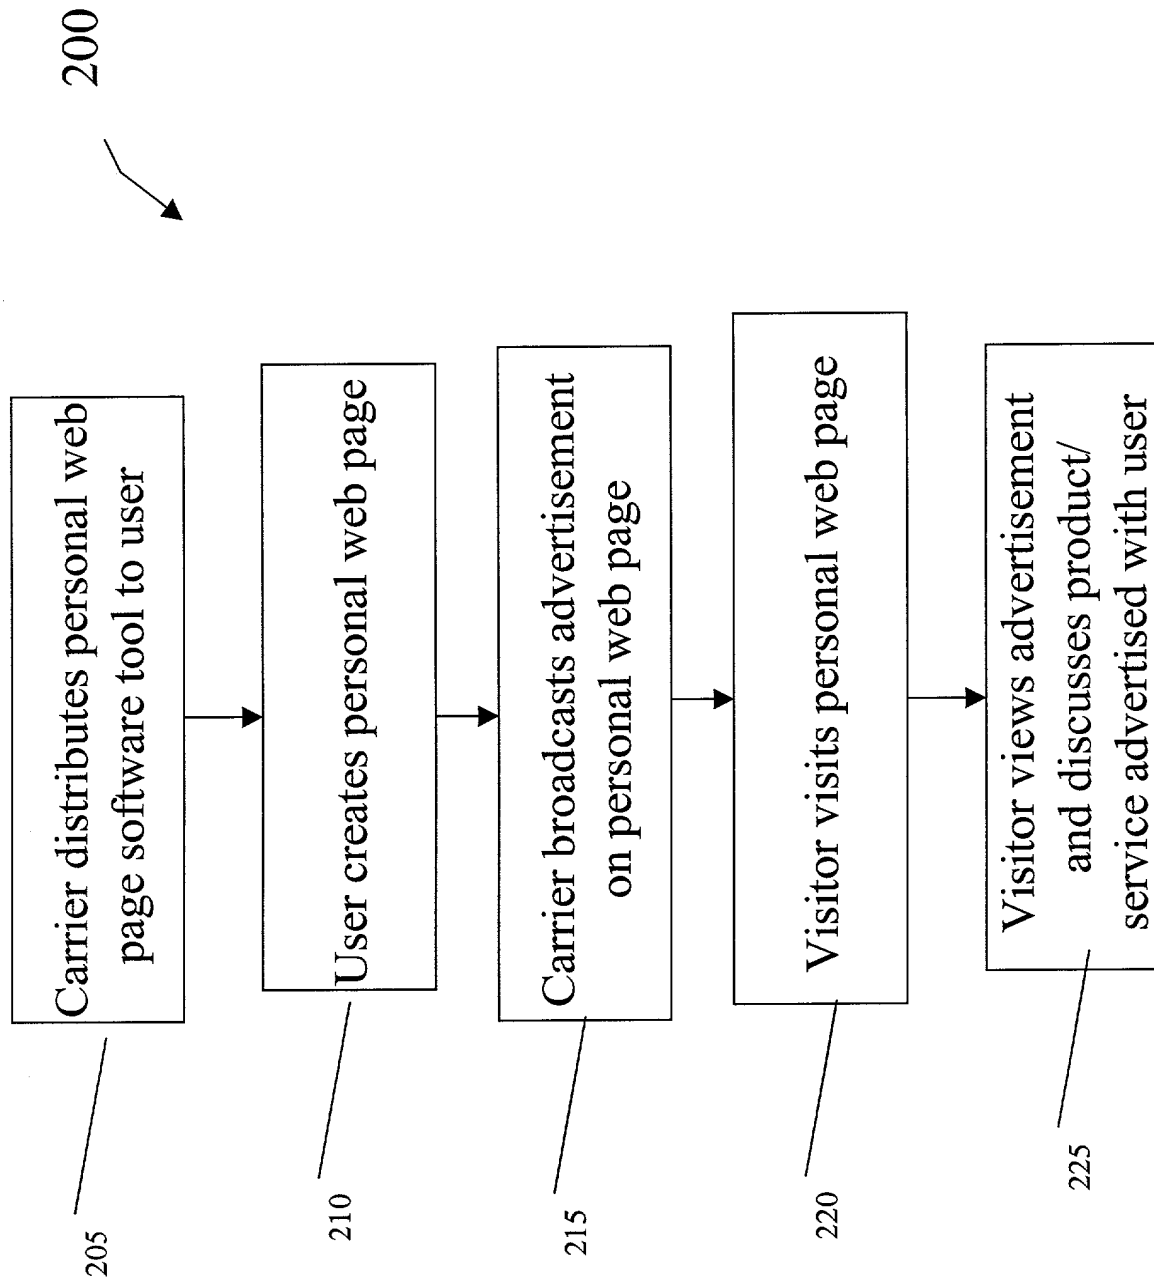 200
Carrier distributes personal web
page software tool to user
205
User creates personal web page
210
Carrier broadcasts advertisement
on personal web page
215
Visitor visits personal web page
220
Visitor views advertisement
and discusses product/
service advertised with user
225